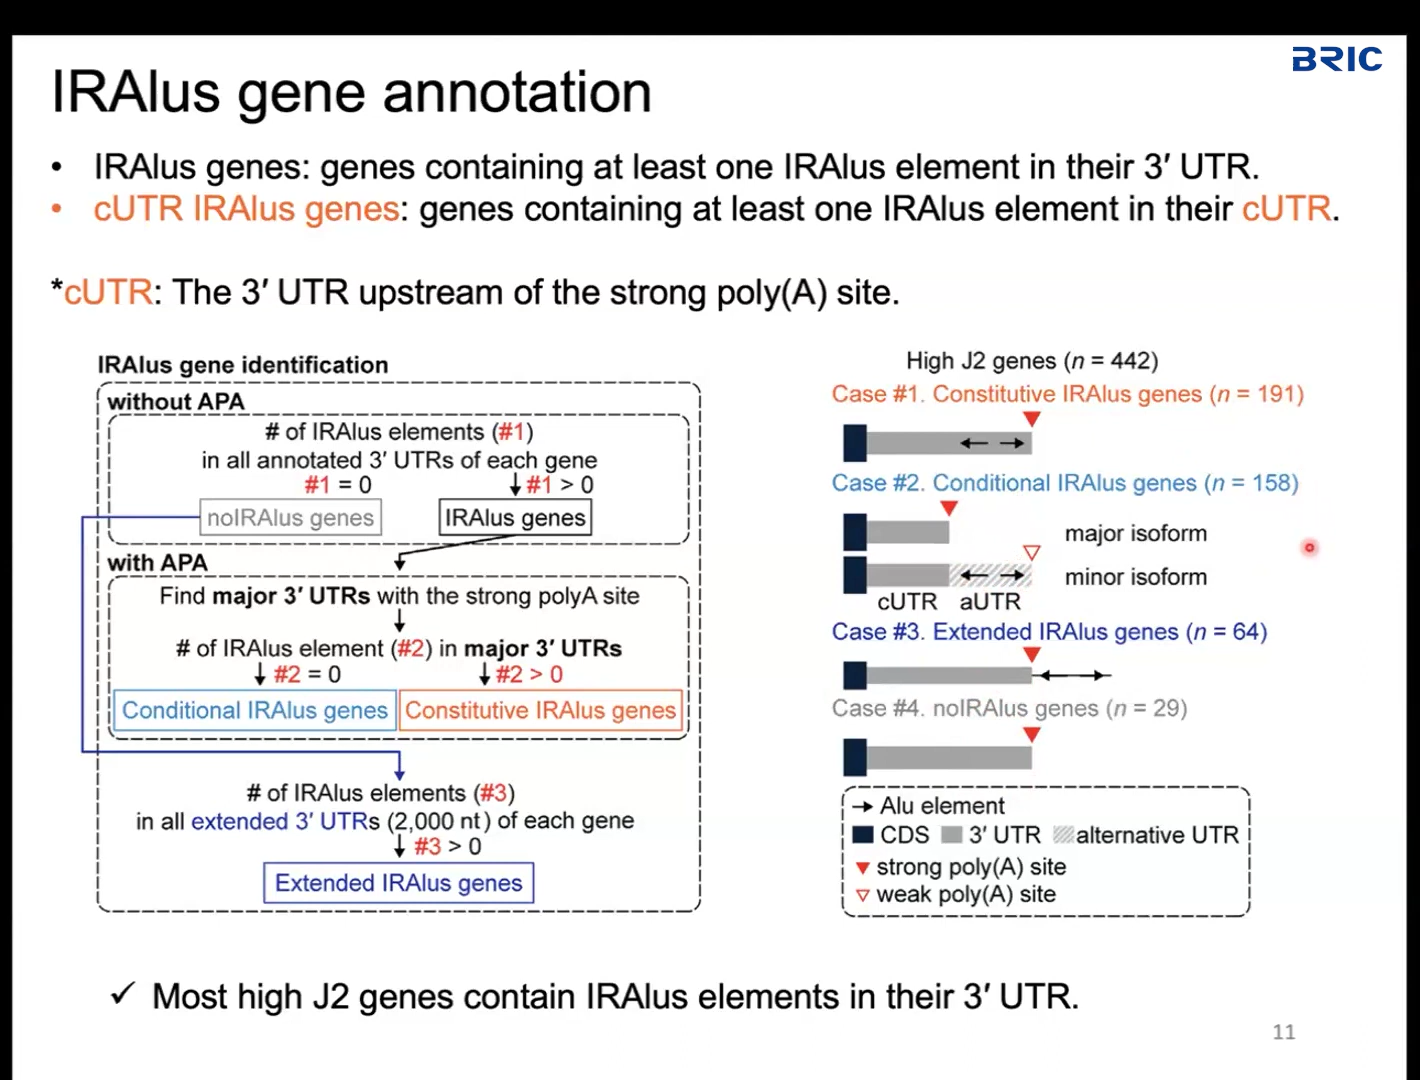 BRIC
IRAlus gene annotation
• IRAlus genes: genes containing at least one IRAlus element in their 3′ UTR.
• cUTR IRAlus genes: genes containing at least one IRAlus element in their cUTR.
*cUTR: The 3′ UTR upstream of the strong poly(A) site.
IRAlus gene identification
without APA
# of IRAlus elements (#1)
in all annotated 3′ UTRs of each gene
#1 = 0
#1 > 0
noIRAlus genes
IRAlus genes
with APA
Find major 3′ UTRs with the strong polyA site
# of IRAlus element (#2) in major 3′ UTRs
#2 = 0
#2 > 0
Conditional IRAlus genes
Constitutive IRAlus genes
# of IRAlus elements (#3)
in all extended 3′ UTRs (2,000 nt) of each gene
#3 > 0
Extended IRAlus genes
High J2 genes (n = 442)
Case #1. Constitutive IRAlus genes (n = 191)
Case #2. Conditional IRAlus genes (n = 158)
major isoform
minor isoform
cUTR aUTR
Case #3. Extended IRAlus genes (n = 64)
Case #4. noIRAlus genes (n = 29)
Alu element
CDS 3′ UTR alternative UTR
strong poly(A) site
weak poly(A) site
✓ Most high J2 genes contain IRAlus elements in their 3′ UTR.
11